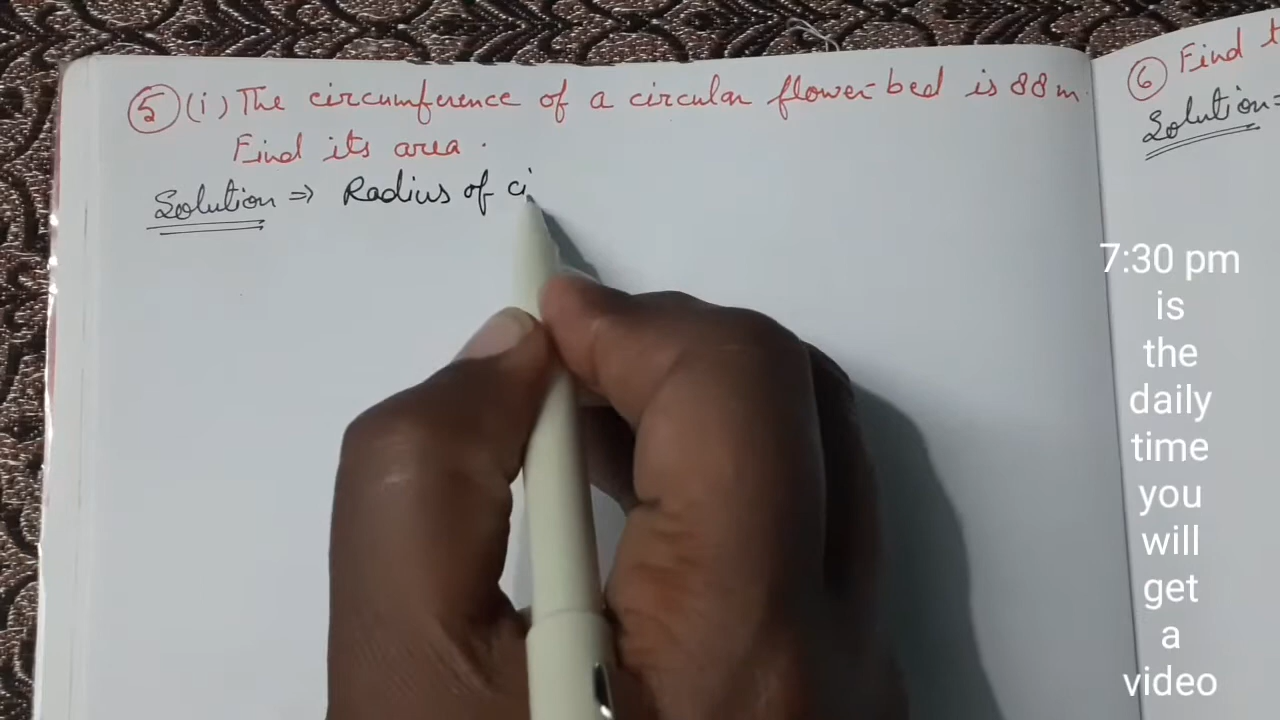 5 (i) The circumference of a circular flower-bed is 88 m.
Find its area.
Solution ⇒ Radius of ci
6 Find t
Solution =
7:30 pm
is
the
daily
time
you
will
get
a
video